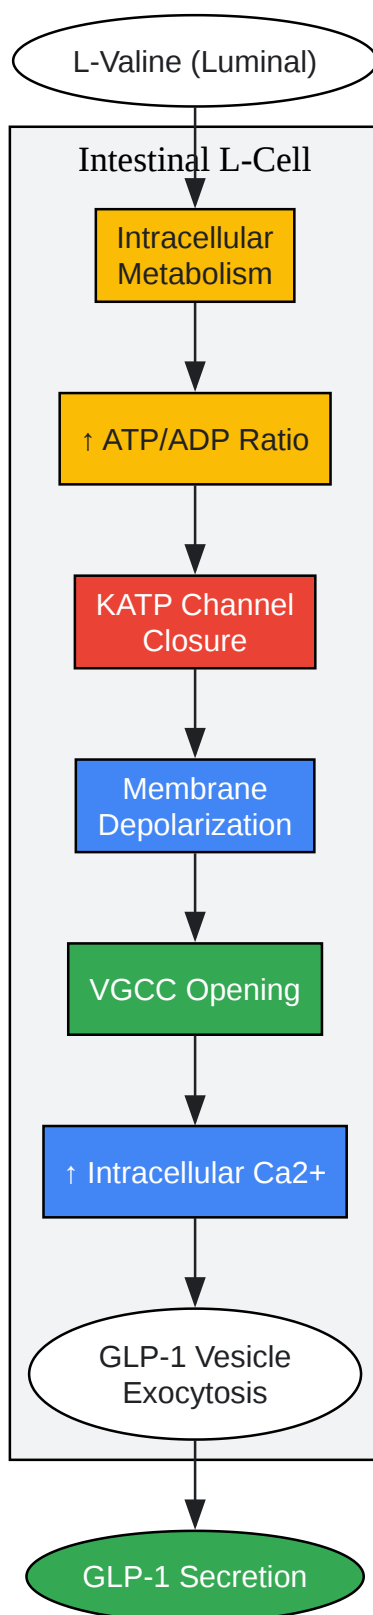 L-Valine (Luminal)
Intestinal L-Cell
Intracellular
Metabolism
↑ ATP/ADP Ratio
KATP Channel
Closure
Membrane
Depolarization
VGCC Opening
↑ Intracellular Ca2+
GLP-1 Vesicle
Exocytosis
GLP-1 Secretion